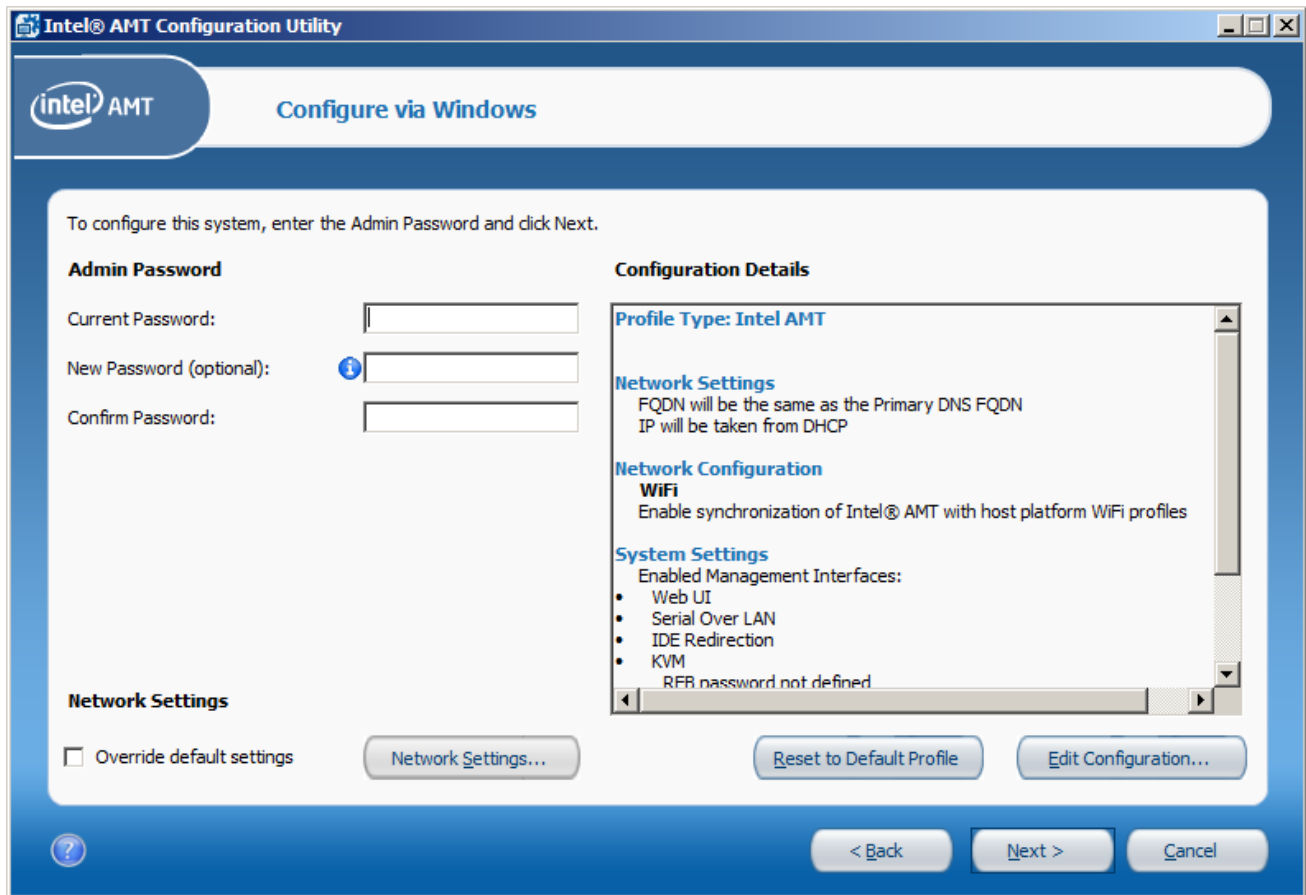 Intel® AMT Configuration Utility
intel® AMT
Configure via Windows
To configure this system, enter the Admin Password and click Next.
Admin Password
Current Password:
New Password (optional):
Confirm Password:
Network Settings
Override default settings
Network Settings...
Configuration Details
Profile Type: Intel AMT
Network Settings
FQDN will be the same as the Primary DNS FQDN
IP will be taken from DHCP
Network Configuration
WiFi
Enable synchronization of Intel® AMT with host platform WiFi profiles
System Settings
Enabled Management Interfaces:
• Web UI
• Serial Over LAN
• IDE Redirection
• KVM
RFB password not defined
Reset to Default Profile
Edit Configuration...
< Back
Next >
Cancel